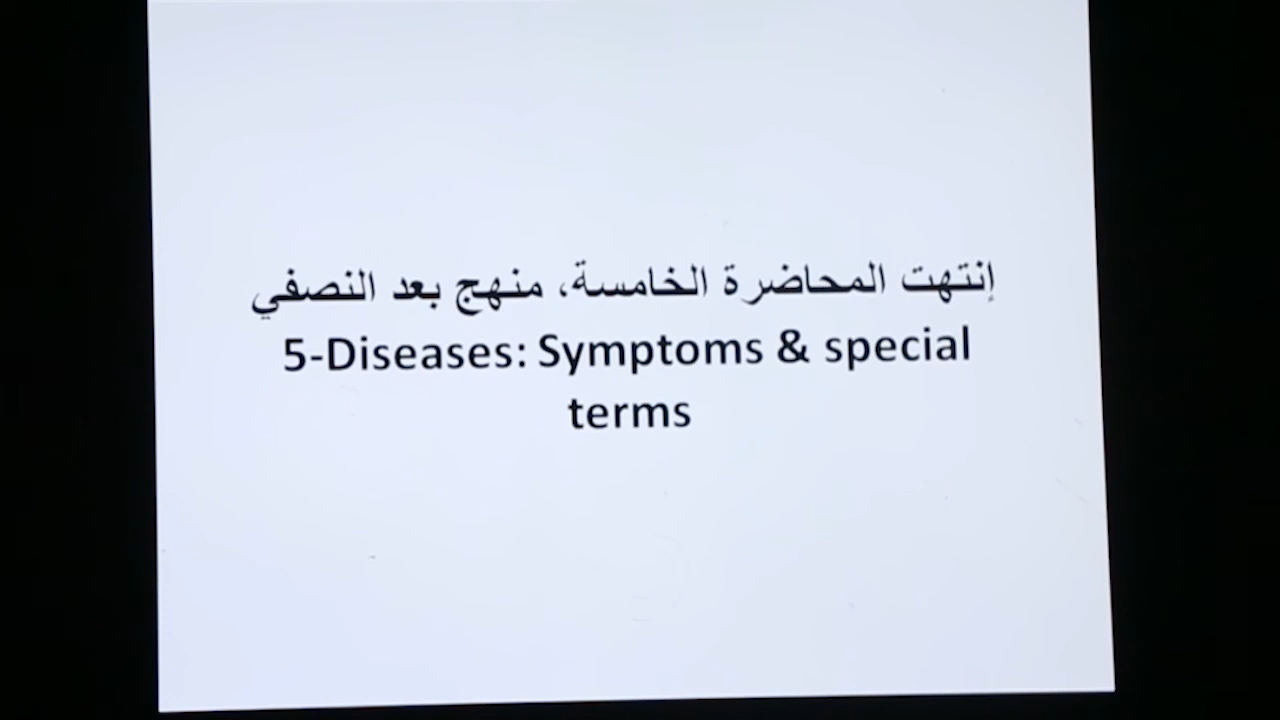 إنتهت المحاضرة الخامسة، منهج بعد النصفي
5-Diseases: Symptoms & special
terms